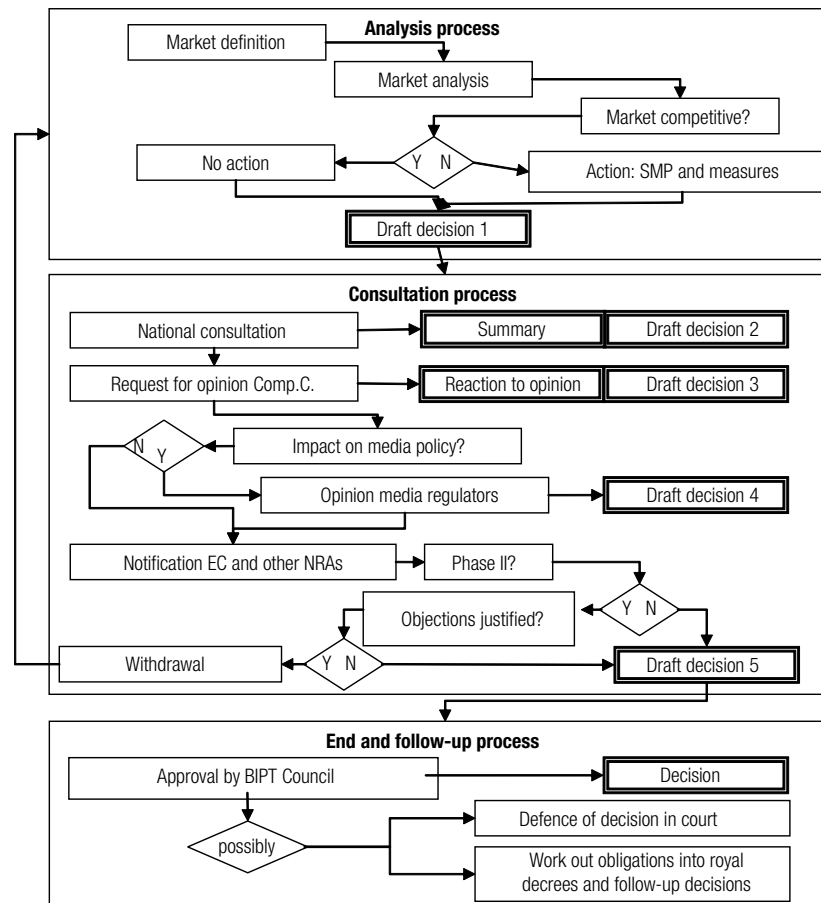 Analysis process
Market definition
Market analysis
Market competitive?
Y N
No action
Action: SMP and measures
Draft decision 1
Consultation process
National consultation
Summary
Draft decision 2
Request for opinion Comp.C.
Reaction to opinion
Draft decision 3
Impact on media policy?
N Y
Opinion media regulators
Draft decision 4
Notification EC and other NRAs
Phase II?
Y N
Objections justified?
Y N
Withdrawal
Draft decision 5
End and follow-up process
Approval by BIPT Council
Decision
possibly
Defence of decision in court
Work out obligations into royal
decrees and follow-up decisions